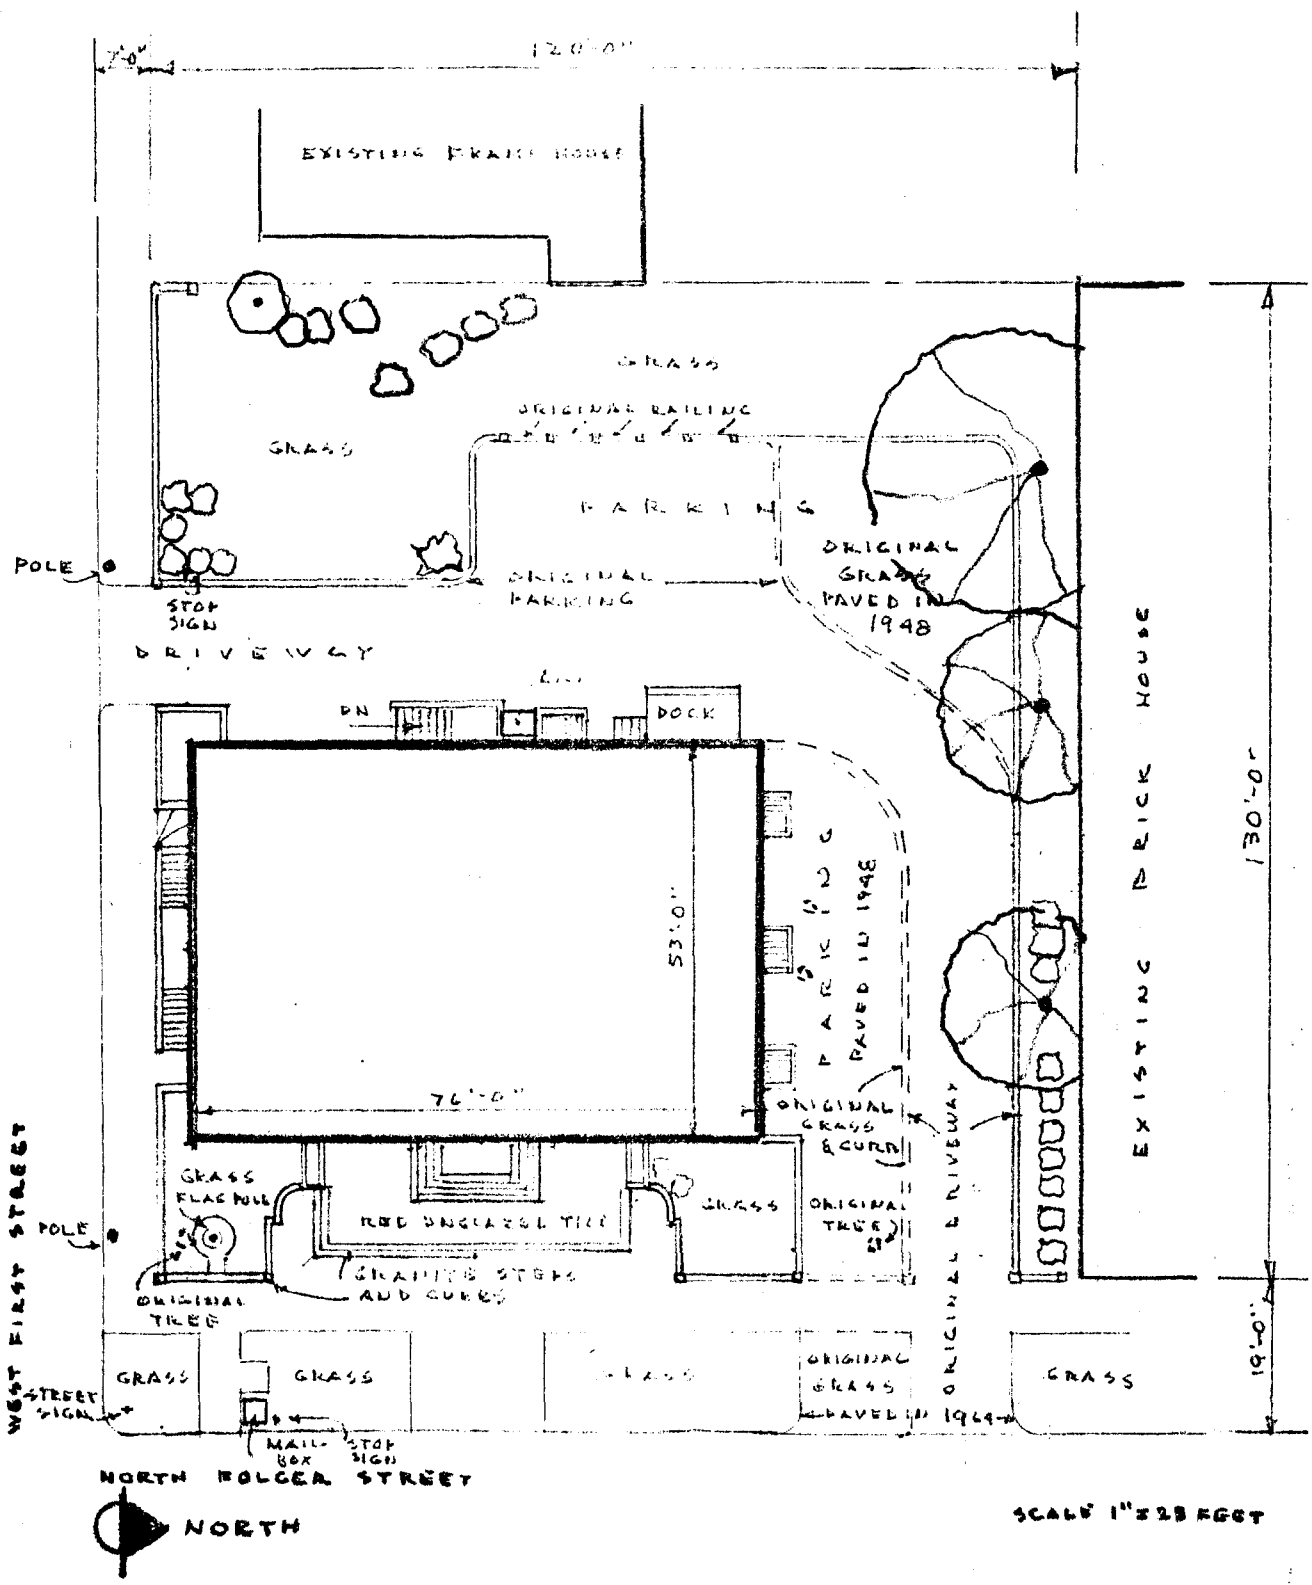 7'-0"
120'-0"
EXISTING FRAME HOUSE
GRASS
ORIGINAL RAILING
GRASS
PARKING
ORIGINAL
GRASS
PAVED IN
1948
POLE
ORIGINAL
PARKING
STOP
SIGN
DRIVEWAY
DN
DOCK
EXISTING BRICK HOUSE
130'-0"
53'-0"
PARKING
PAVED IN 1948
76'-0"
ORIGINAL
GRASS
& CURB
GRASS
FLAG POLE
RED UNGLAZED TILE
GRASS
ORIGINAL
TREE
POLE
GRANITE STEPS
AND CURBS
ORIGINAL
TREE
ORIGINAL DRIVEWAY
WEST FIRST STREET
19'-0"
GRASS
GRASS
GRASS
ORIGINAL
GRASS
PAVED IN 1964
GRASS
STREET
SIGN
MAIL
BOX
STOP
SIGN
NORTH FOLGER STREET
NORTH